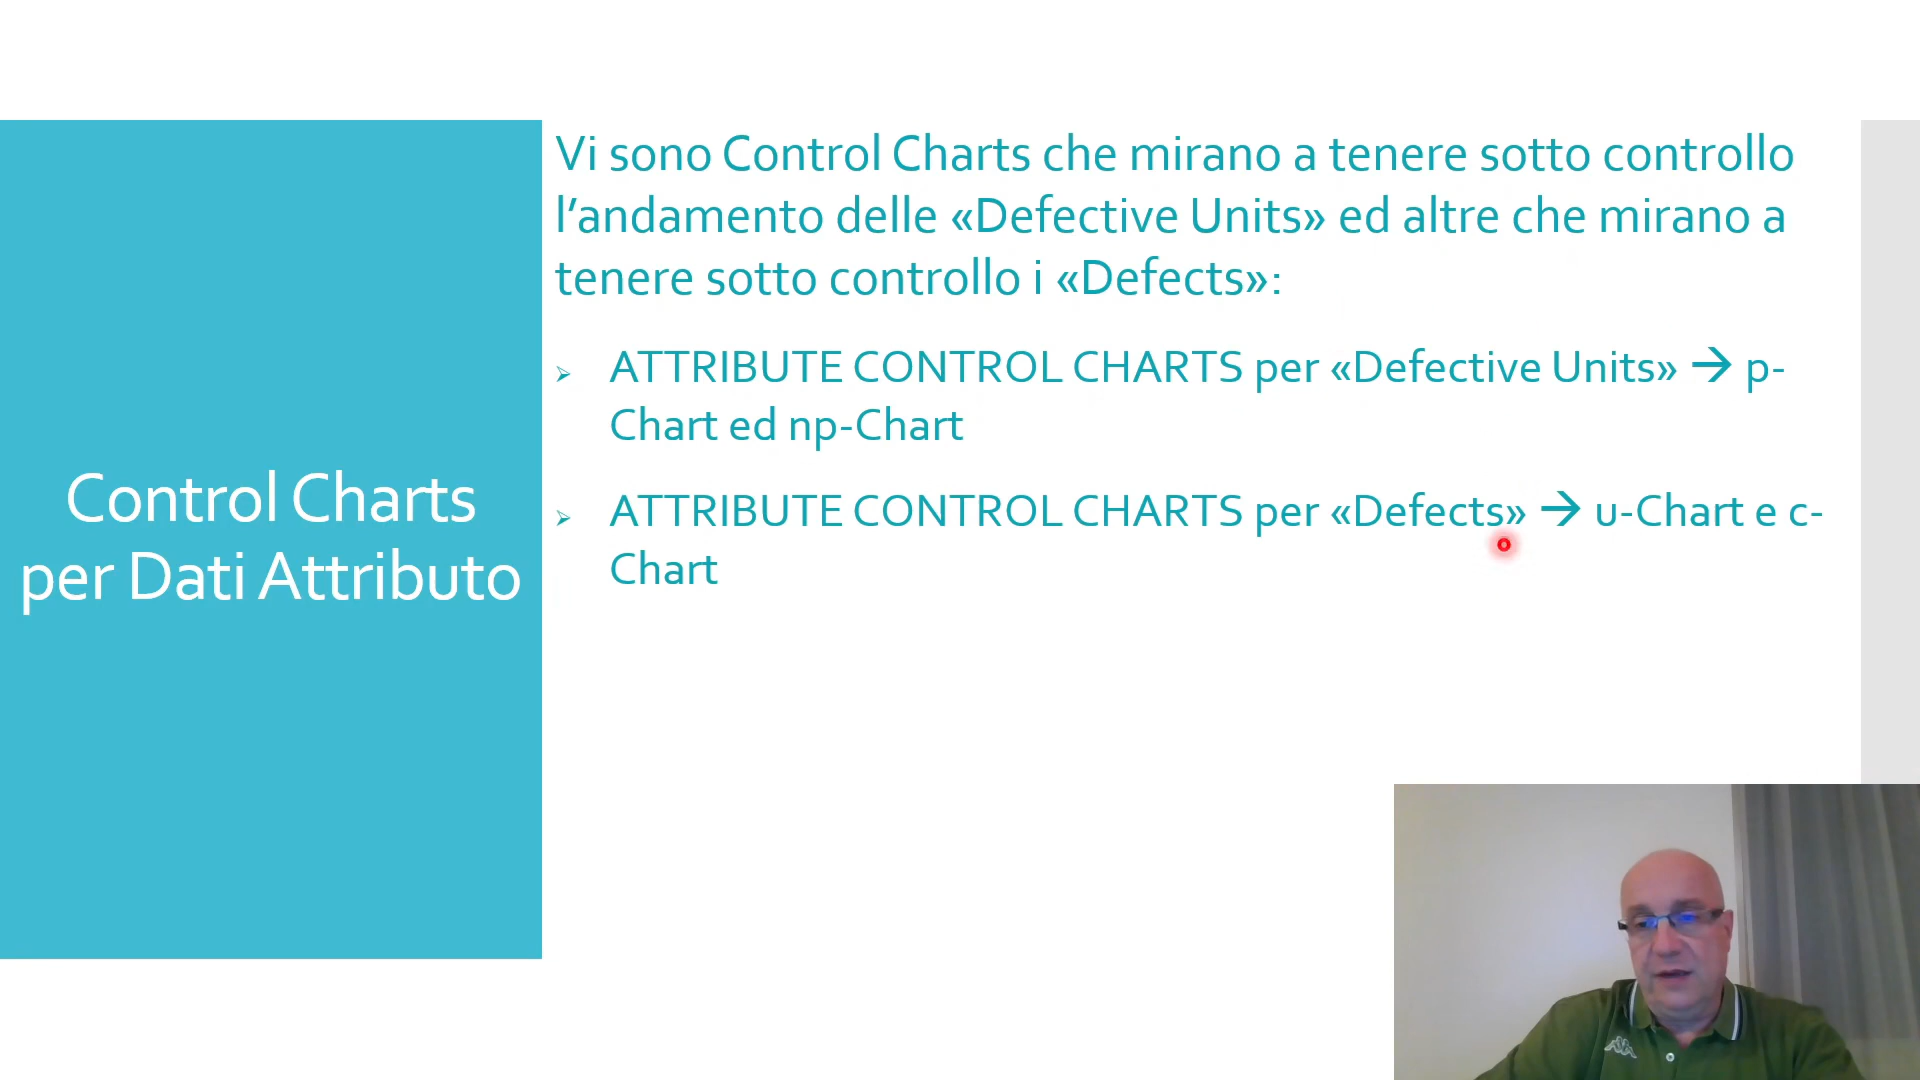 Vi sono Control Charts che mirano a tenere sotto controllo
l’andamento delle «Defective Units» ed altre che mirano a
tenere sotto controllo i «Defects»:
ATTRIBUTE CONTROL CHARTS per «Defective Units» → p-
Chart ed np-Chart
ATTRIBUTE CONTROL CHARTS per «Defects» → u-Chart e c-
Chart
Control Charts
per Dati Attributo